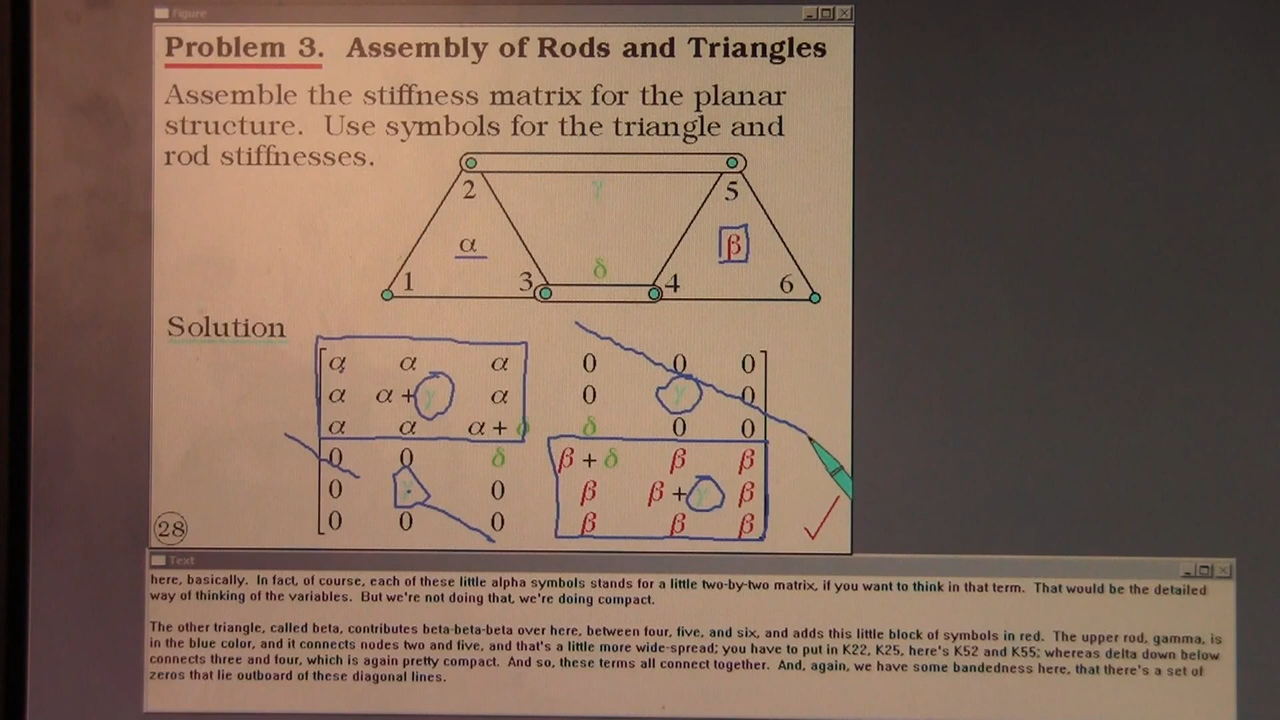 Figure
Problem 3. Assembly of Rods and Triangles
Assemble the stiffness matrix for the planar
structure. Use symbols for the triangle and
rod stiffnesses.
2 γ 5
α β
δ
1 3 4 6
Solution
α α α 0 0 0
α α + γ α 0 γ 0
α α α + δ δ 0 0
0 0 δ β + δ β β
0 γ 0 β β + γ β
0 0 0 β β β
28
Text
here, basically. In fact, of course, each of these little alpha symbols stands for a little two-by-two matrix, if you want to think in that term. That would be the detailed
way of thinking of the variables. But we're not doing that, we're doing compact.
The other triangle, called beta, contributes beta-beta-beta over here, between four, five, and six, and adds this little block of symbols in red. The upper rod, gamma, is
in the blue color, and it connects nodes two and five, and that's a little more wide-spread; you have to put in K22, K25, here's K52 and K55; whereas delta down below
connects three and four, which is again pretty compact. And so, these terms all connect together. And, again, we have some bandedness here, that there's a set of
zeros that lie outboard of these diagonal lines.